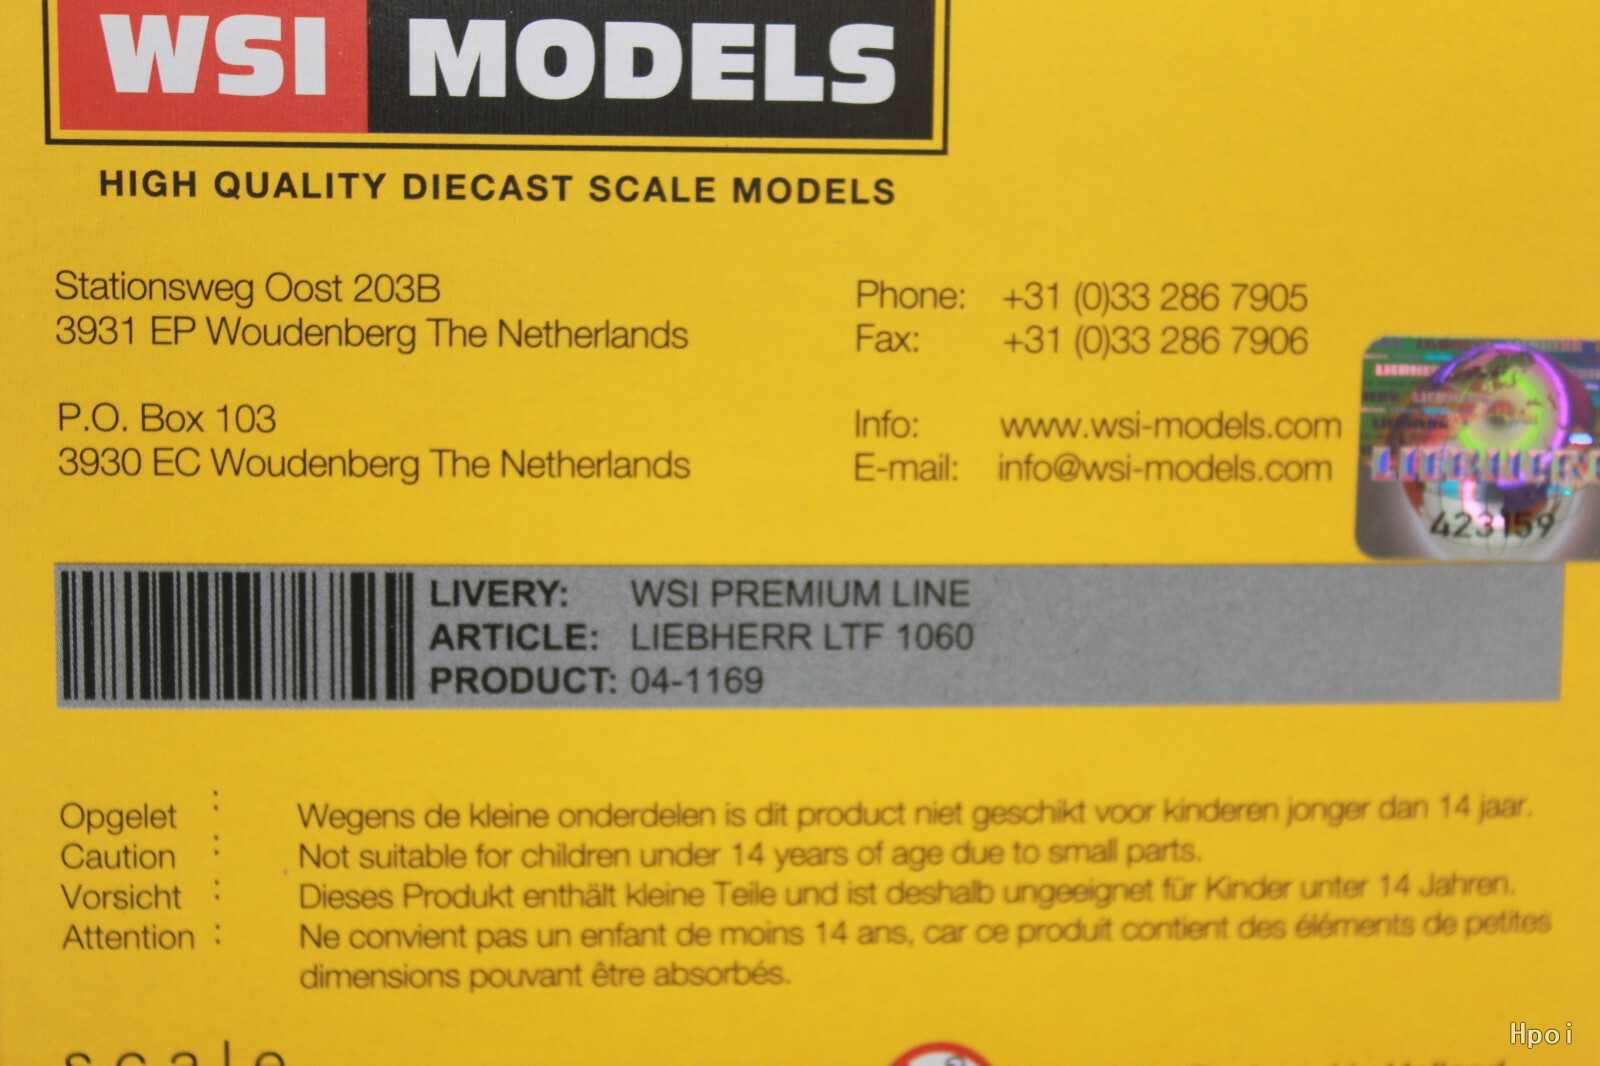 WSI MODELS
HIGH QUALITY DIECAST SCALE MODELS
Stationsweg Oost 203B
3931 EP Woudenberg The Netherlands
P.O. Box 103
3930 EC Woudenberg The Netherlands
Phone: +31 (0)33 286 7905
Fax: +31 (0)33 286 7906
Info: www.wsi-models.com
E-mail: info@wsi-models.com
LIEBHERR
423159
LIVERY: WSI PREMIUM LINE
ARTICLE: LIEBHERR LTF 1060
PRODUCT: 04-1169
Opgelet : Wegens de kleine onderdelen is dit product niet geschikt voor kinderen jonger dan 14 jaar.
Caution : Not suitable for children under 14 years of age due to small parts.
Vorsicht : Dieses Produkt enthält kleine Teile und ist deshalb ungeeignet für Kinder unter 14 Jahren.
Attention : Ne convient pas un enfant de moins 14 ans, car ce produit contient des éléments de petites
dimensions pouvant être absorbés.
scale
Hpoi